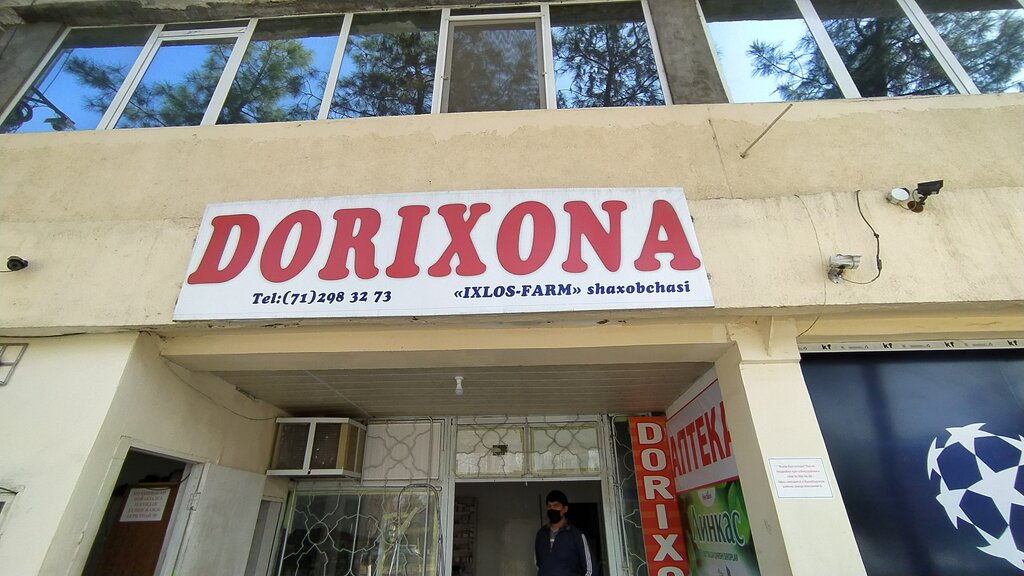 DORIXONA
Tel:(71)298 32 73
«IXLOS-FARM» shaxobchasi
DORIXO
АПТЕКА
Линкас